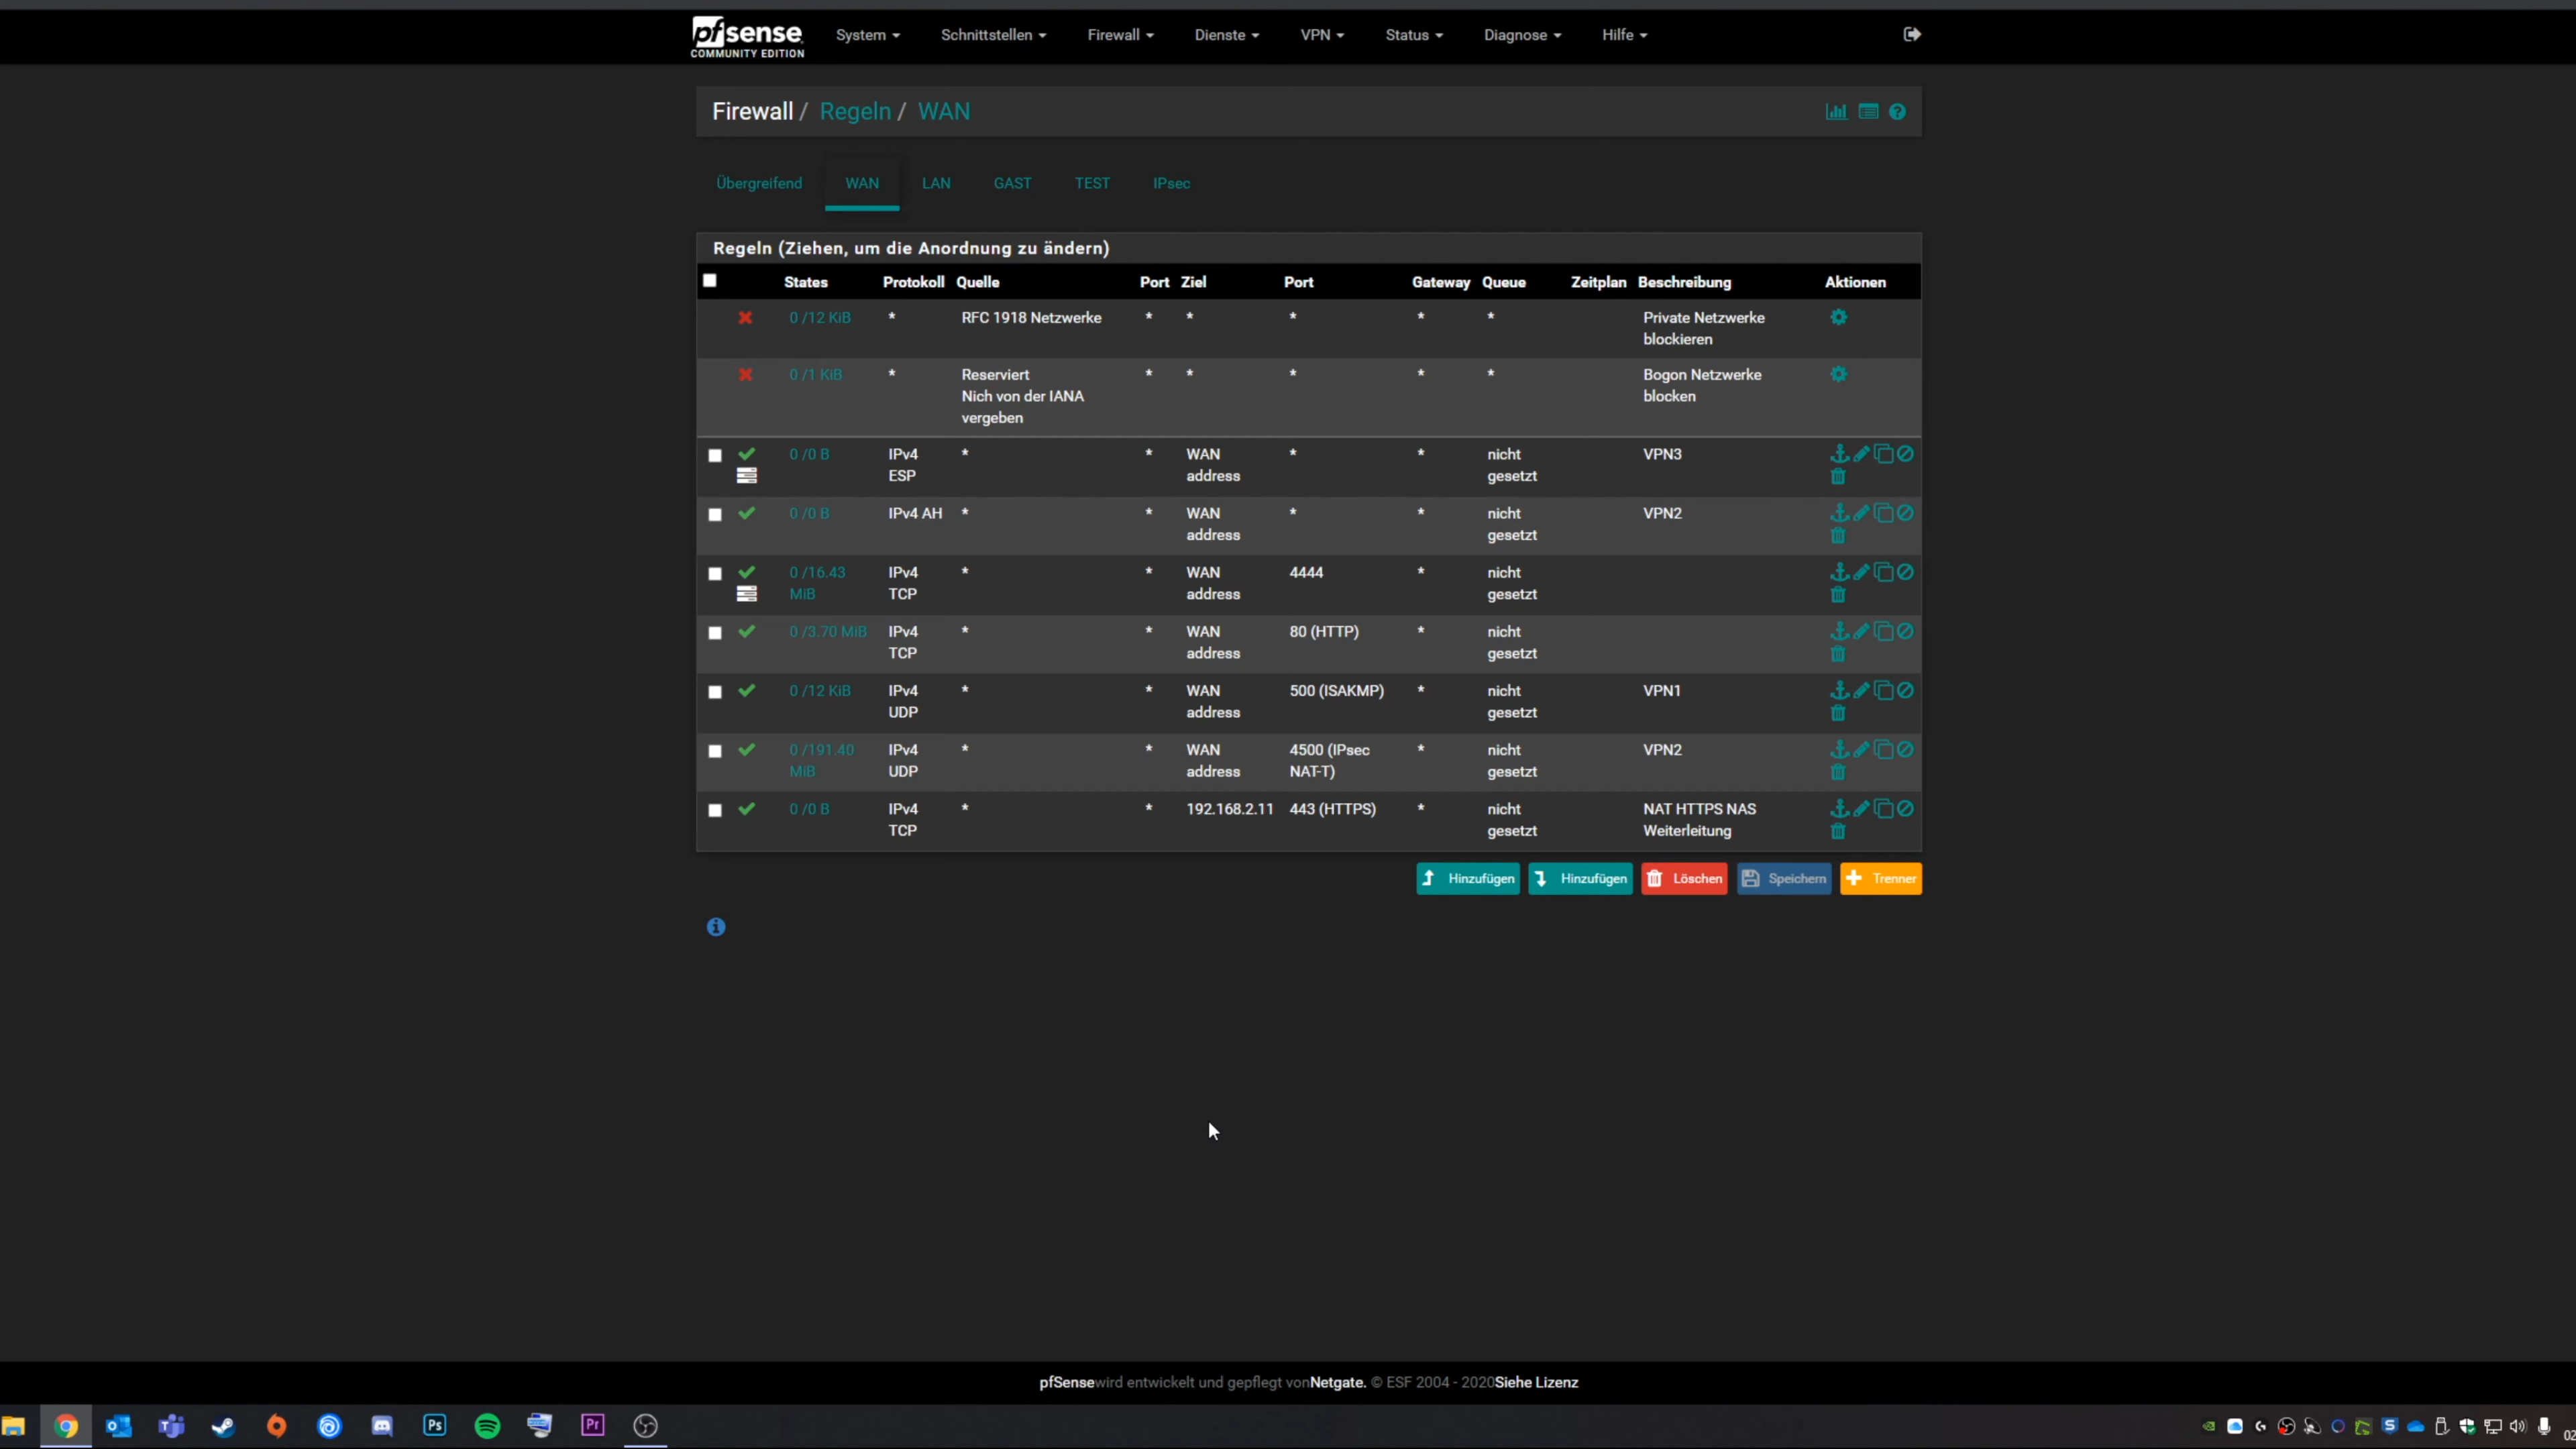 pfsense
COMMUNITY EDITION
System
Schnittstellen
Firewall
Dienste
VPN
Status
Diagnose
Hilfe
Firewall / Regeln / WAN
Übergreifend
WAN
LAN
GAST
TEST
IPsec
Regeln (Ziehen, um die Anordnung zu ändern)
States Protokoll Quelle Port Ziel Port Gateway Queue Zeitplan Beschreibung Aktionen
0 /12 KiB * RFC 1918 Netzwerke * * * * * Private Netzwerke
blockieren
0 /1 KiB * Reserviert * * * * * Bogon Netzwerke
Nich von der IANA blocken
vergeben
0 /0 B IPv4 * * WAN * * nicht VPN3
ESP address gesetzt
0 /0 B IPv4 AH * * WAN * * nicht VPN2
address gesetzt
0 /16.43 IPv4 * * WAN 4444 * nicht
MiB TCP address gesetzt
0 /3.70 MiB IPv4 * * WAN 80 (HTTP) * nicht
TCP address gesetzt
0 /12 KiB IPv4 * * WAN 500 (ISAKMP) * nicht VPN1
UDP address gesetzt
0 /191.40 IPv4 * * WAN 4500 (IPsec * nicht VPN2
MiB UDP address NAT-T) gesetzt
0 /0 B IPv4 * * 192.168.2.11 443 (HTTPS) * nicht NAT HTTPS NAS
TCP gesetzt Weiterleitung
Hinzufügen
Hinzufügen
Löschen
Speichern
Trenner
pfSensewird entwickelt und gepflegt vonNetgate. © ESF 2004 - 2020Siehe Lizenz
Ps
Pr
02